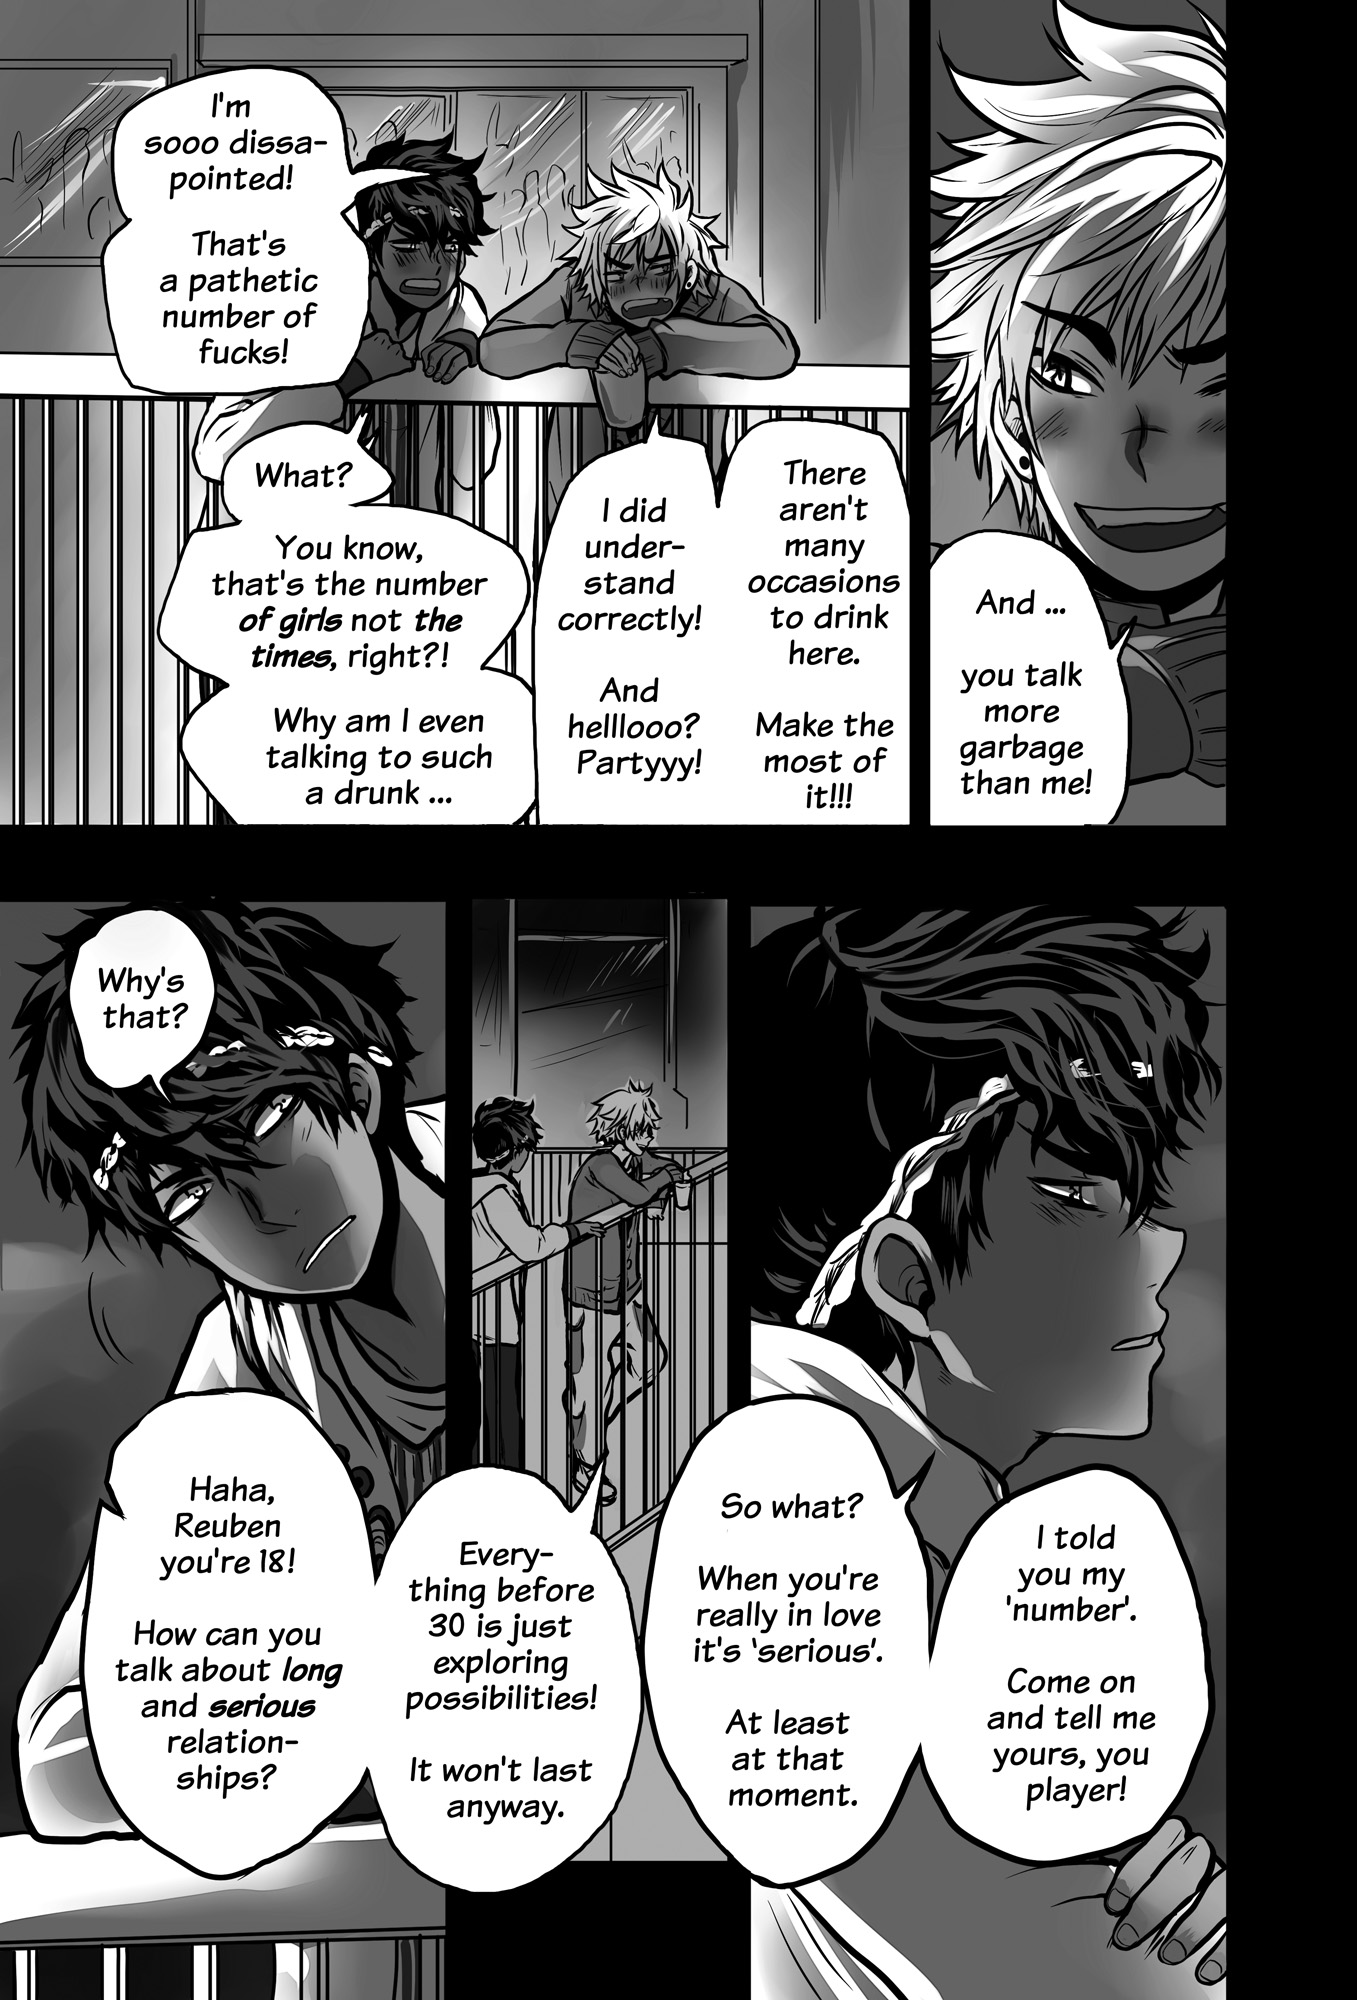 I'm
sooo dissa-
pointed!
That's
a pathetic
number of
fucks!
What?
You know,
that's the number
of girls not the
times, right?!
Why am I even
talking to such
a drunk ...
I did
under-
stand
correctly!
And
helllooo?
Partyyy!
There
aren't
many
occasions
to drink
here.
Make the
most of
it!!!
And ...
you talk
more
garbage
than me!
Why's
that?
Haha,
Reuben
you're 18!
How can you
talk about long
and serious
relation-
ships?
Every-
thing before
30 is just
exploring
possibilities!
It won't last
anyway.
So what?
When you're
really in love
it's 'serious'.
At least
at that
moment.
I told
you my
'number'.
Come on
and tell me
yours, you
player!